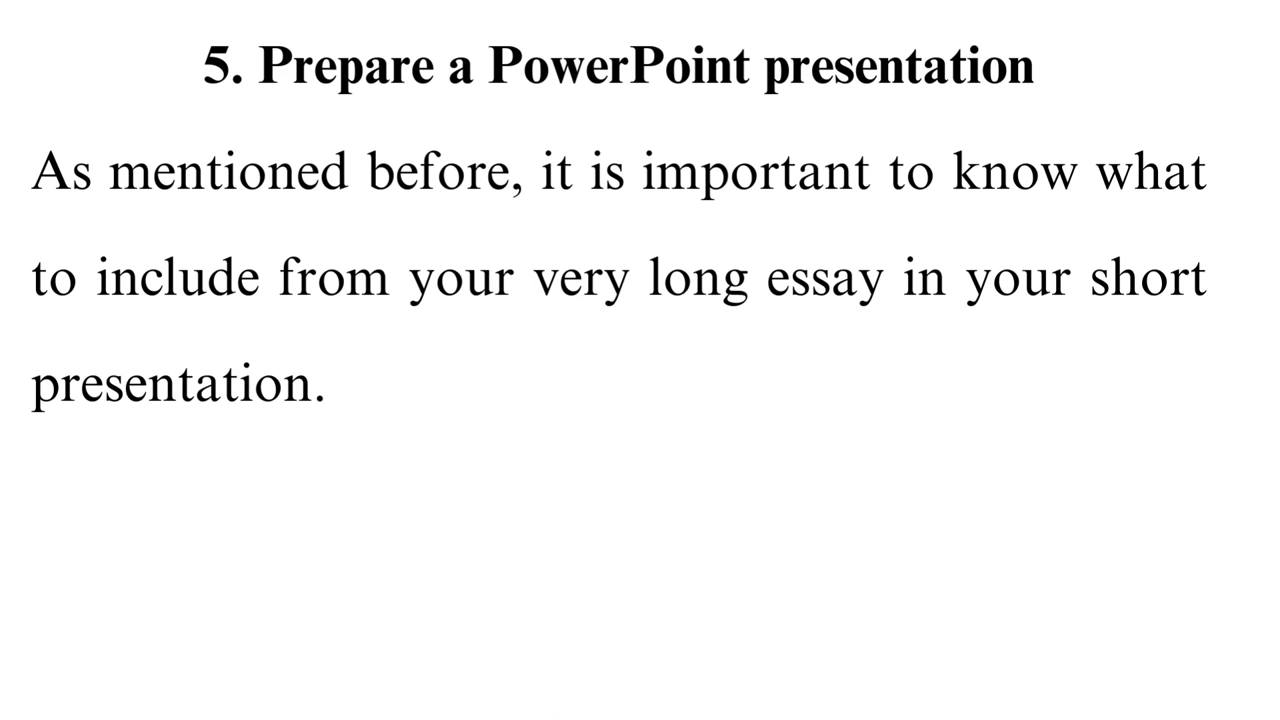 5. Prepare a PowerPoint presentation
As mentioned before, it is important to know what
to include from your very long essay in your short
presentation.